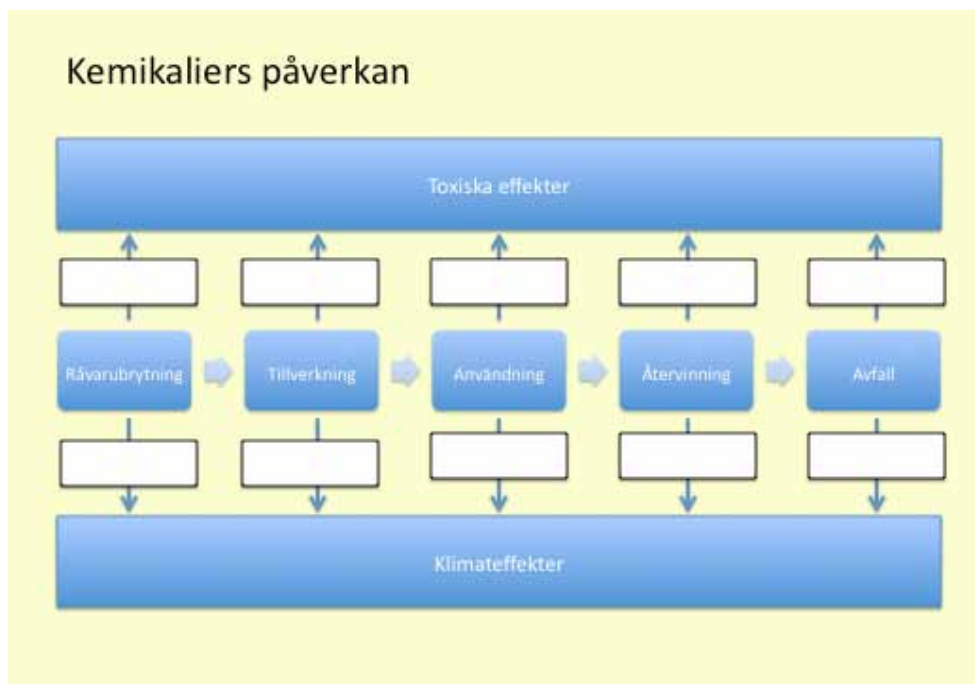 Kemikaliers påverkan
Toxiska effekter
Råvarubrytning
Tillverkning
Användning
Återvinning
Avfall
Klimateffekter